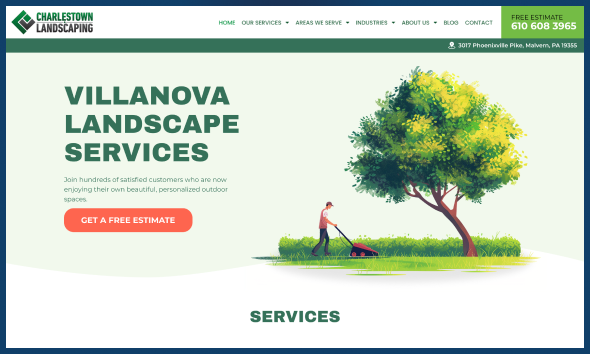 CHARLESTOWN
LANDSCAPING
HOME OUR SERVICES AREAS WE SERVE INDUSTRIES ABOUT US BLOG CONTACT
FREE ESTIMATE
610 608 3965
3017 Phoenixville Pike, Malvern, PA 19355
VILLANOVA
LANDSCAPE
SERVICES
Join hundreds of satisfied customers who are now
enjoying their own beautiful, personalized outdoor
spaces.
GET A FREE ESTIMATE
SERVICES